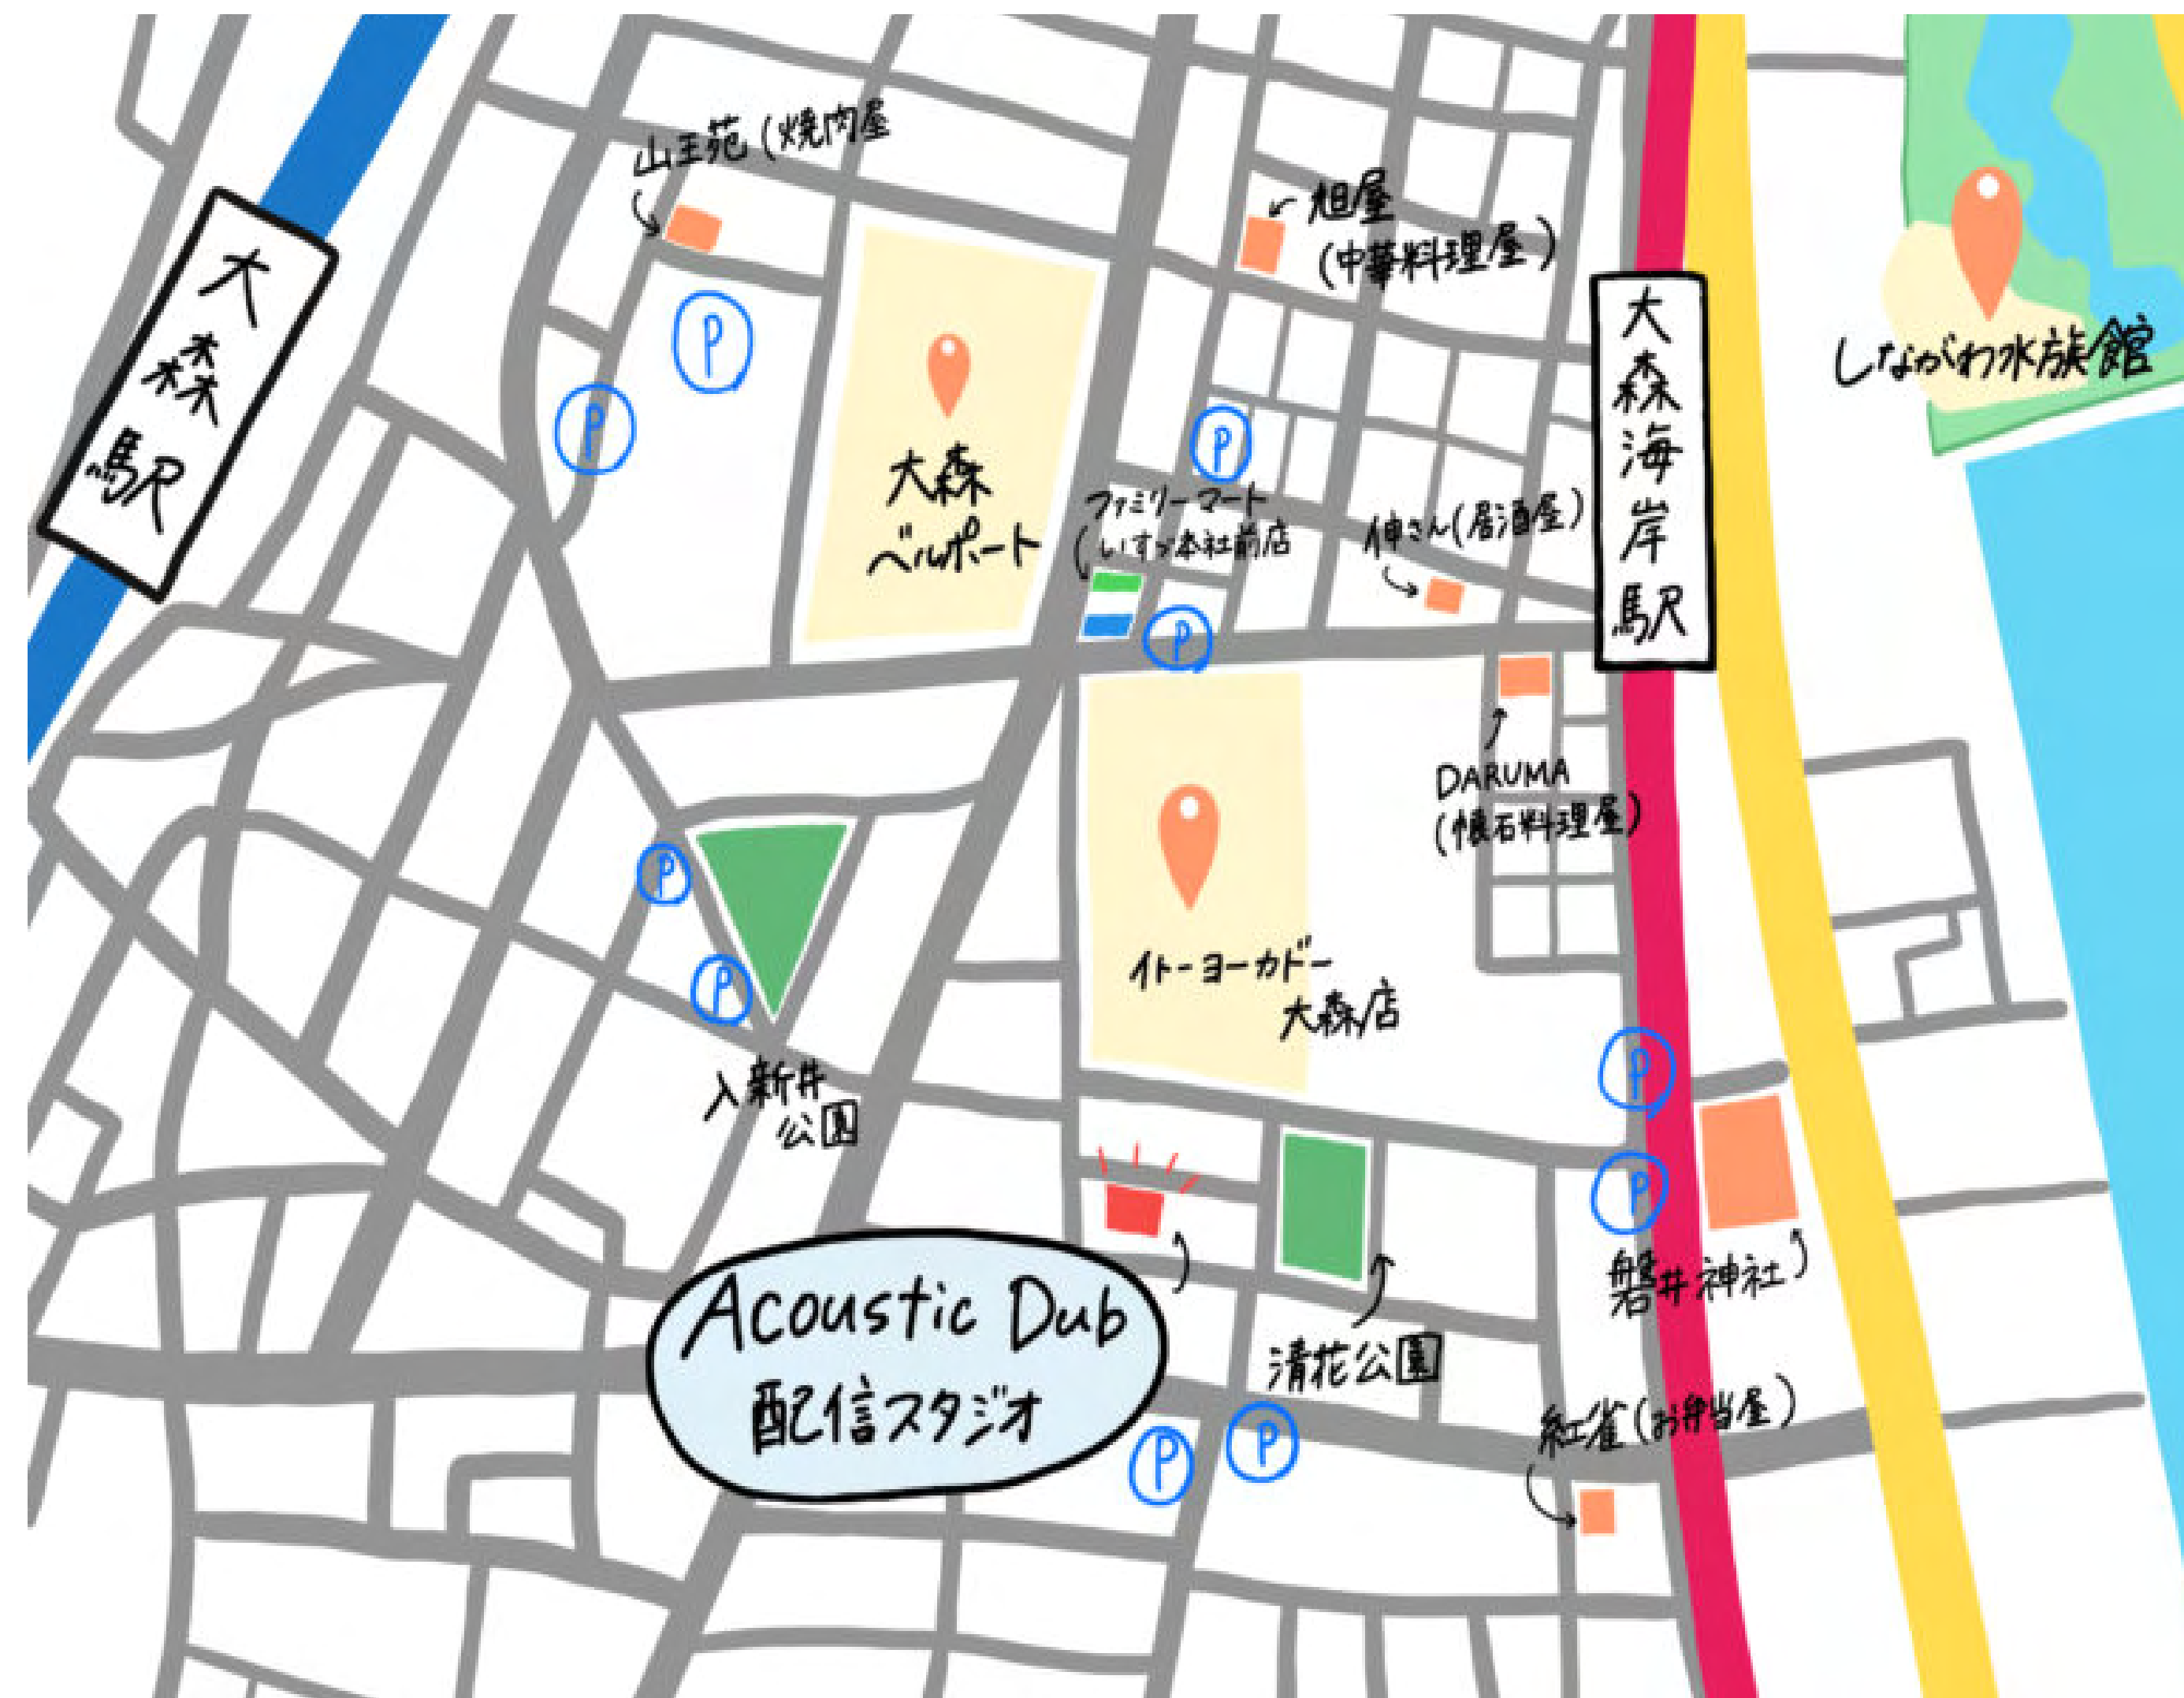 山王苑(焼肉屋
旭屋
(中華料理屋)
大森駅
大森海岸駅
しながわ水族館
P
P
P
大森
ベルポート
ファミリーマート
(いすゞ本社前店
伸さん(居酒屋)
P
DARUMA
(懐石料理屋)
P
P
イトーヨーカドー
大森店
入新井
公園
P
P
磐井神社
Acoustic Dub
配信スタジオ
清花公園
紅雀(お弁当屋)
P
P